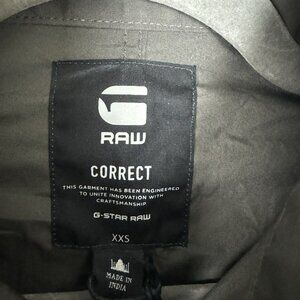 RAW
CORRECT
THIS GARMENT HAS BEEN ENGINEERED
TO UNITE INNOVATION WITH
CRAFTSMANSHIP
G-STAR RAW
XXS
MADE IN
INDIA